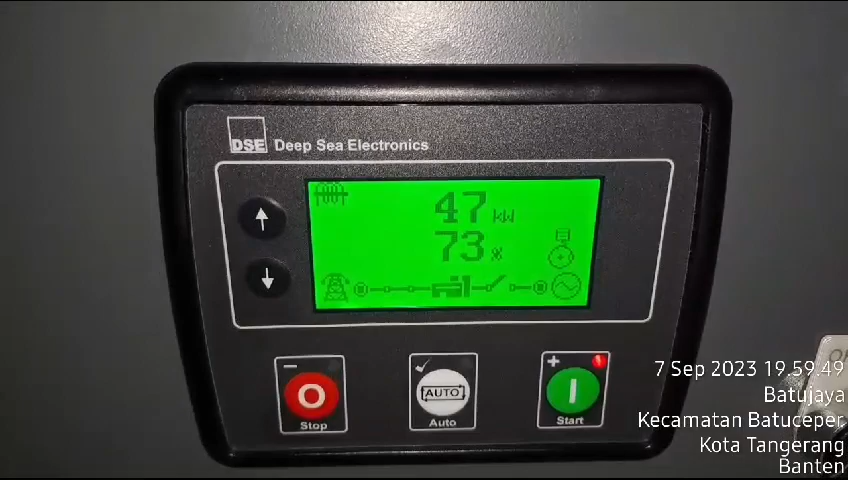 DSE Deep Sea Electronics
47 kW
73 %
Stop
AUTO
Auto
Start
7 Sep 2023 19.59.49
Batujaya
Kecamatan Batuceper
Kota Tangerang
Banten